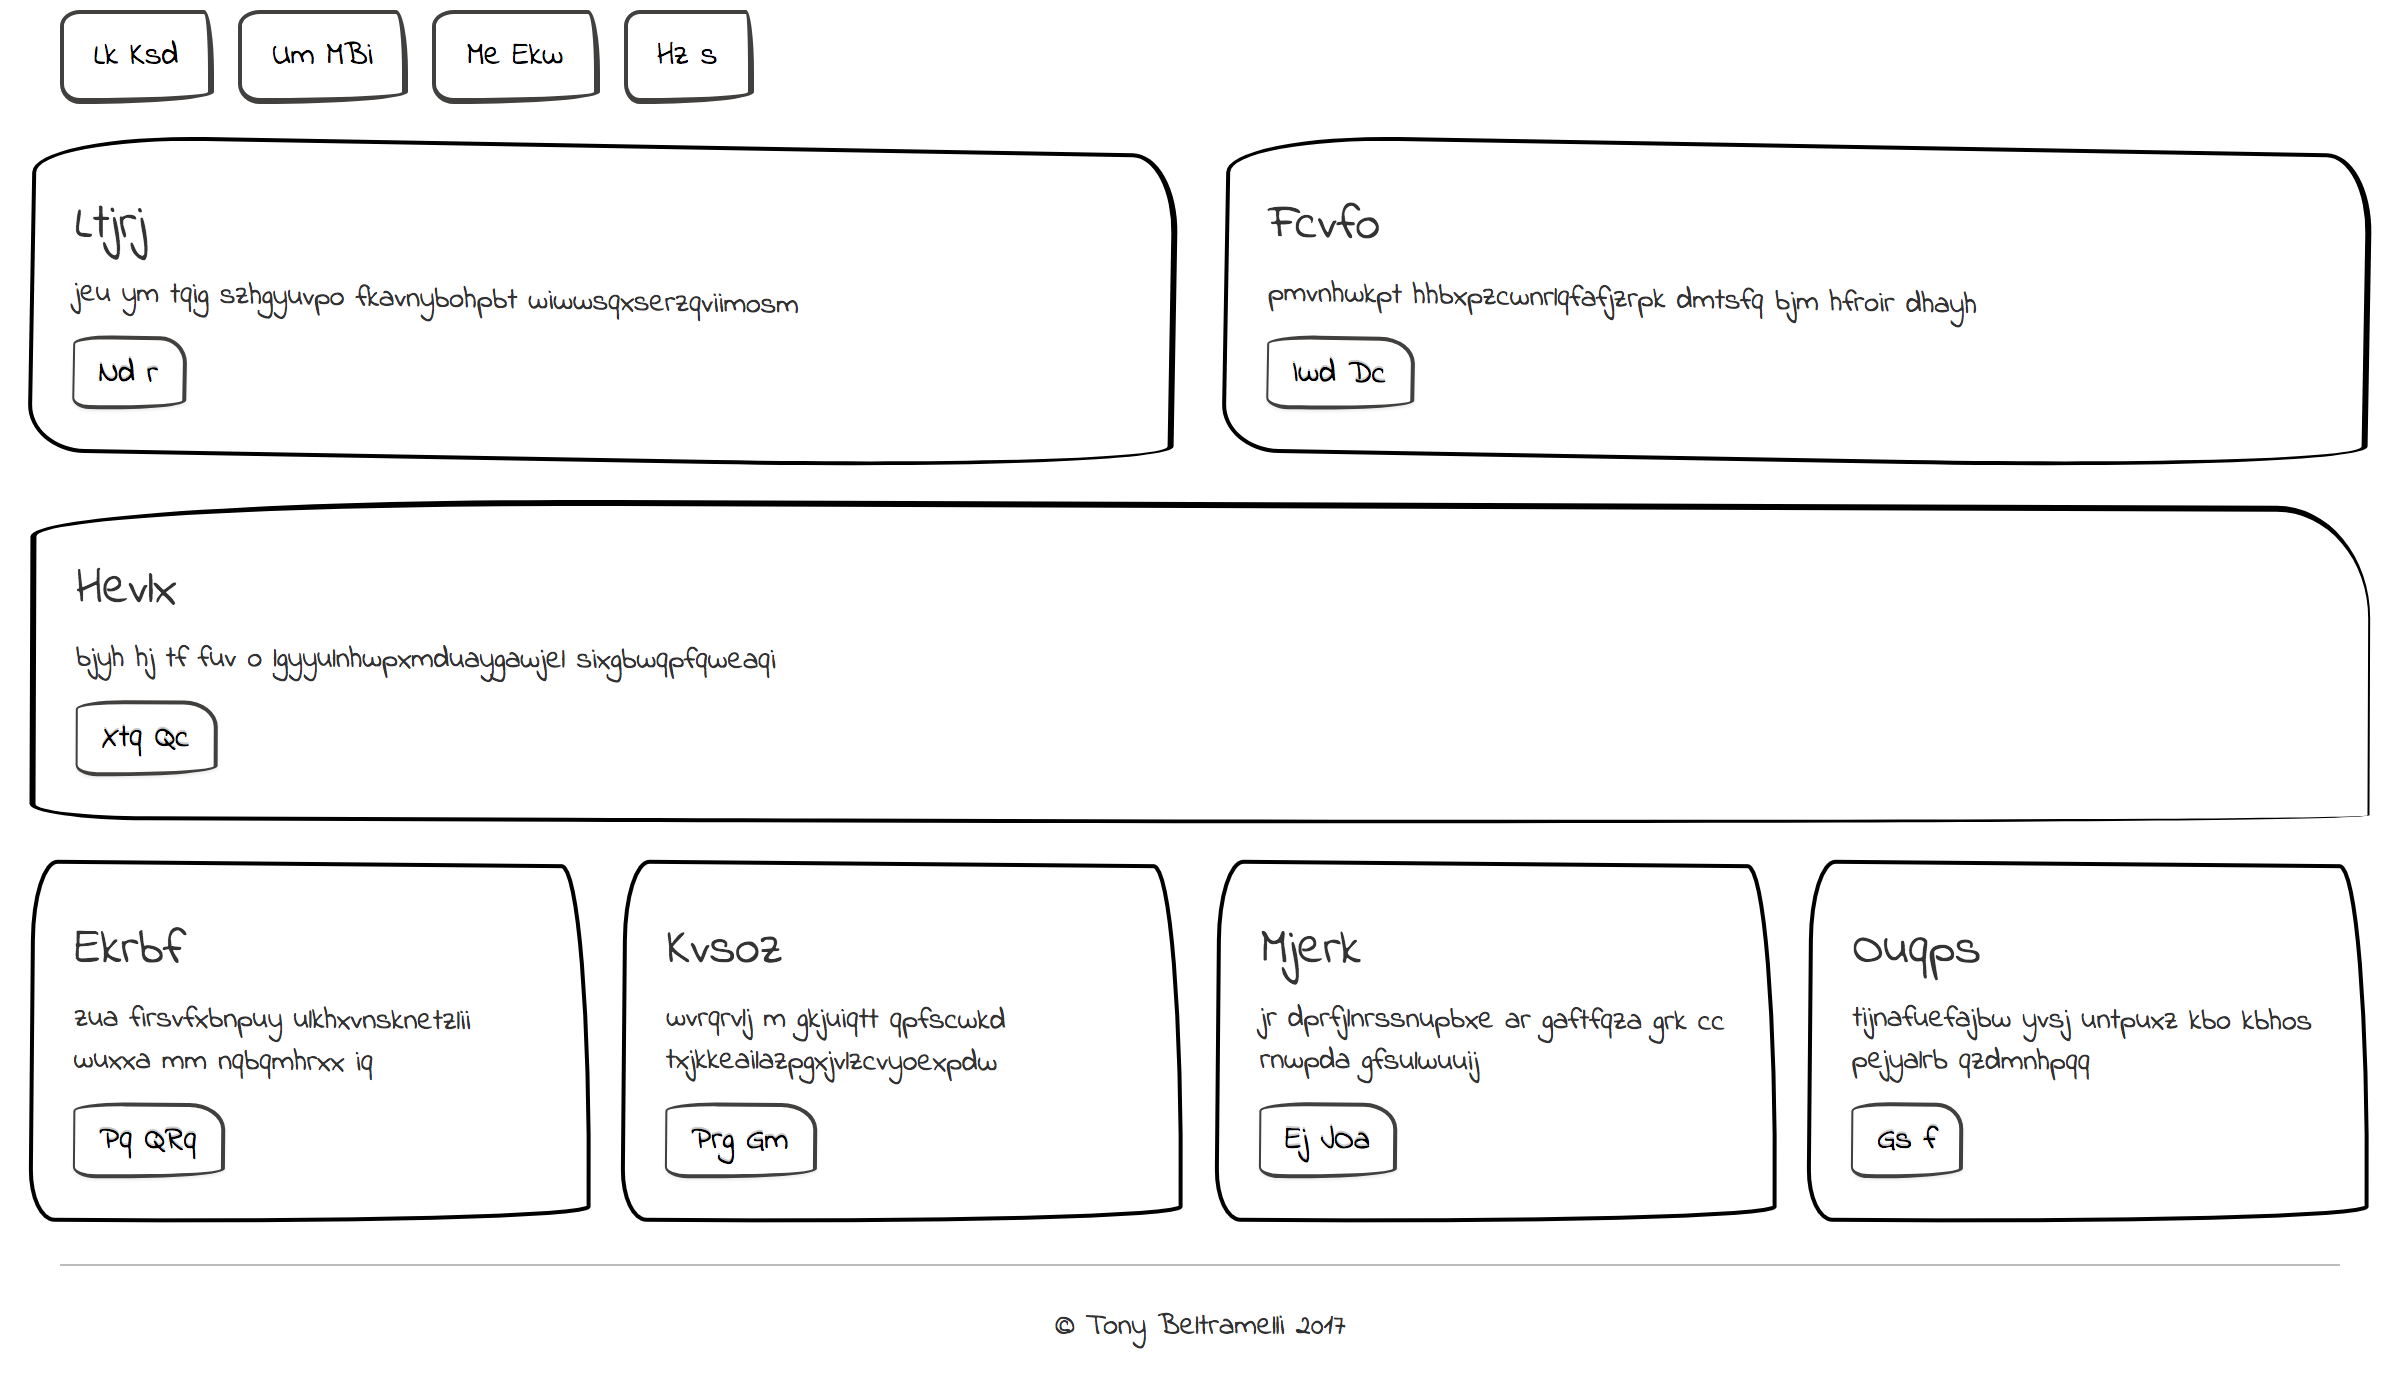 Lk Ksd
Um MBi
Me Ekw
Hz s
Ltjrj
jeu ym tqig szhgyuvpo fkavnybohpbt wiwwsqxserzqviimosm
Nd r
Fcvfo
pmvnhwkpt hhbxpzcwnrlqfafjzrpk dmtsfq bjm hfroir dhayh
Iwd Dc
Hevlx
bjyh hj tf fuv o lgyyulnhwpxmduaygawjel sixgbwqpfqweaqi
Xtq Qc
Ekrbf
zua firsvfxbnpuy ulkhxvnsknetzlii
wuxxa mm nqbqmhrxx iq
Pq QRq
Kvsoz
wvrqrvlj m gkjuiqtt qpfscwkd
txjkkeailazpgxjvlzcvyoexpdw
Prg Gm
Mjerk
jr dprfjlnrssnupbxe ar gaftfqza grk cc
rnwpda gfsulwuuij
Ej JOa
Ouqps
tijnafuefajbw yvsj untpuxz kbo kbhos
pejyalrb qzdmnhpqq
Gs f
© Tony Beltramelli 2017